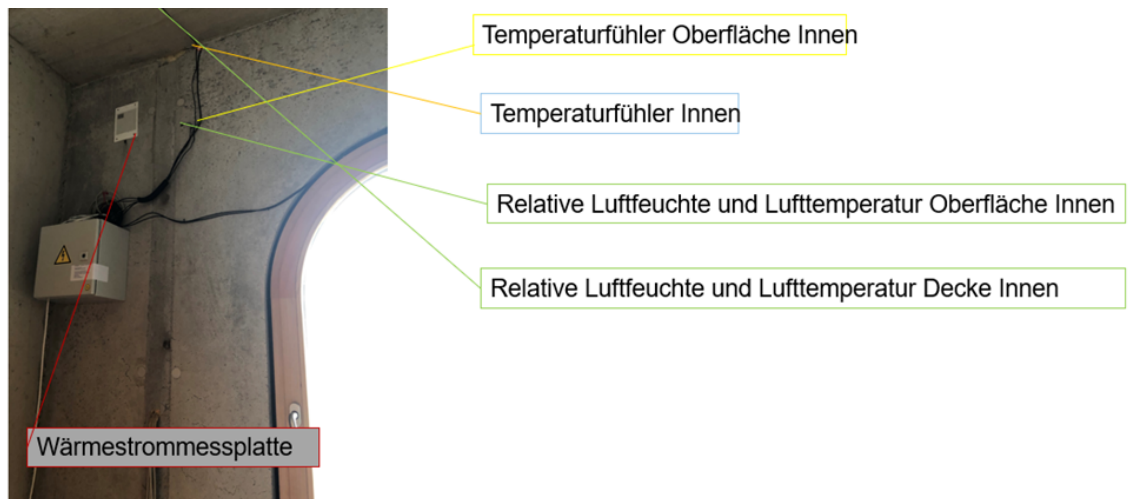 Temperaturfühler Oberfläche Innen
Temperaturfühler Innen
Relative Luftfeuchte und Lufttemperatur Oberfläche Innen
Relative Luftfeuchte und Lufttemperatur Decke Innen
Wärmestrommessplatte